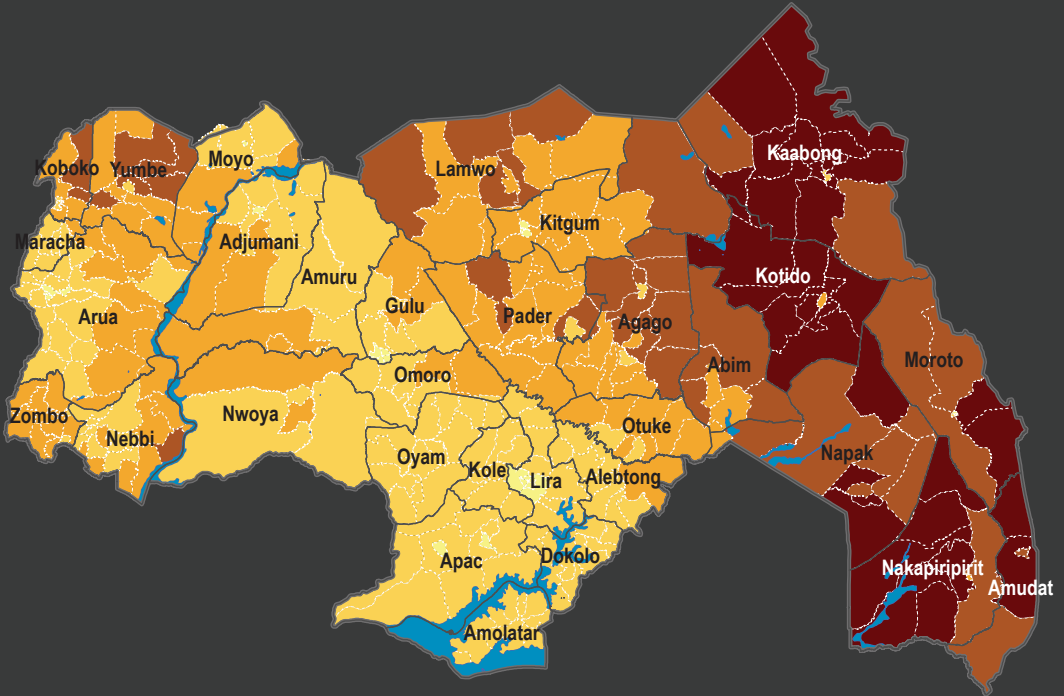 Kaabong
Koboko
Yumbe
Moyo
Lamwo
Kitgum
Maracha
Adjumani
Amuru
Kotido
Gulu
Arua
Pader
Agago
Abim
Moroto
Omoro
Zombo
Nebbi
Nwoya
Otuke
Napak
Oyam
Kole
Lira
Alebtong
Apac
Dokolo
Nakapiripirit
Amudat
Amolatar